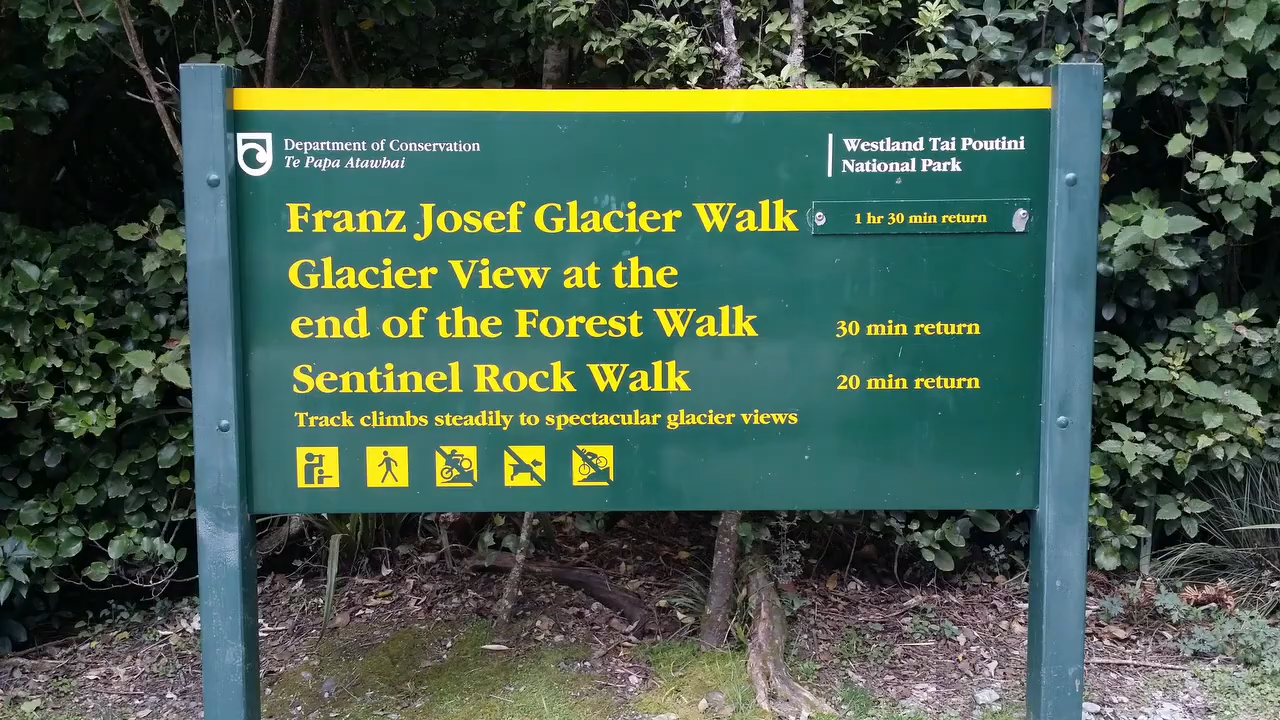 Department of Conservation
Te Papa Atawhai
Westland Tai Poutini
National Park
Franz Josef Glacier Walk 1 hr 30 min return
Glacier View at the
end of the Forest Walk 30 min return
Sentinel Rock Walk 20 min return
Track climbs steadily to spectacular glacier views